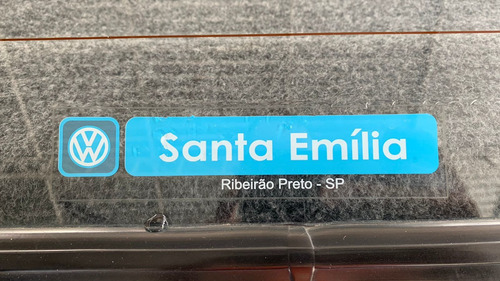 Santa Emília
Ribeirão Preto - SP